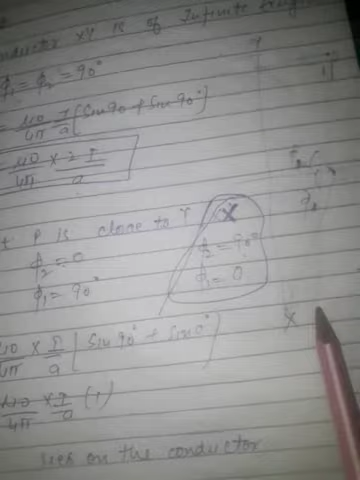 conductor XY is of Infinite
ϕ₁ = ϕ₂ = 90°
= μ0/4π I/a [Sin 90 + Sin 90°]
μ0/4π × 2I/a
Y
P is close to Y
X
ϕ₂ = 0
ϕ₂ = 90°
ϕ₁ = 90°
ϕ₁ = 0
X
μ0/4π × I/a [Sin 90° + Sin 0°]
μ0/4π × I/a (1)
lies on the conductor